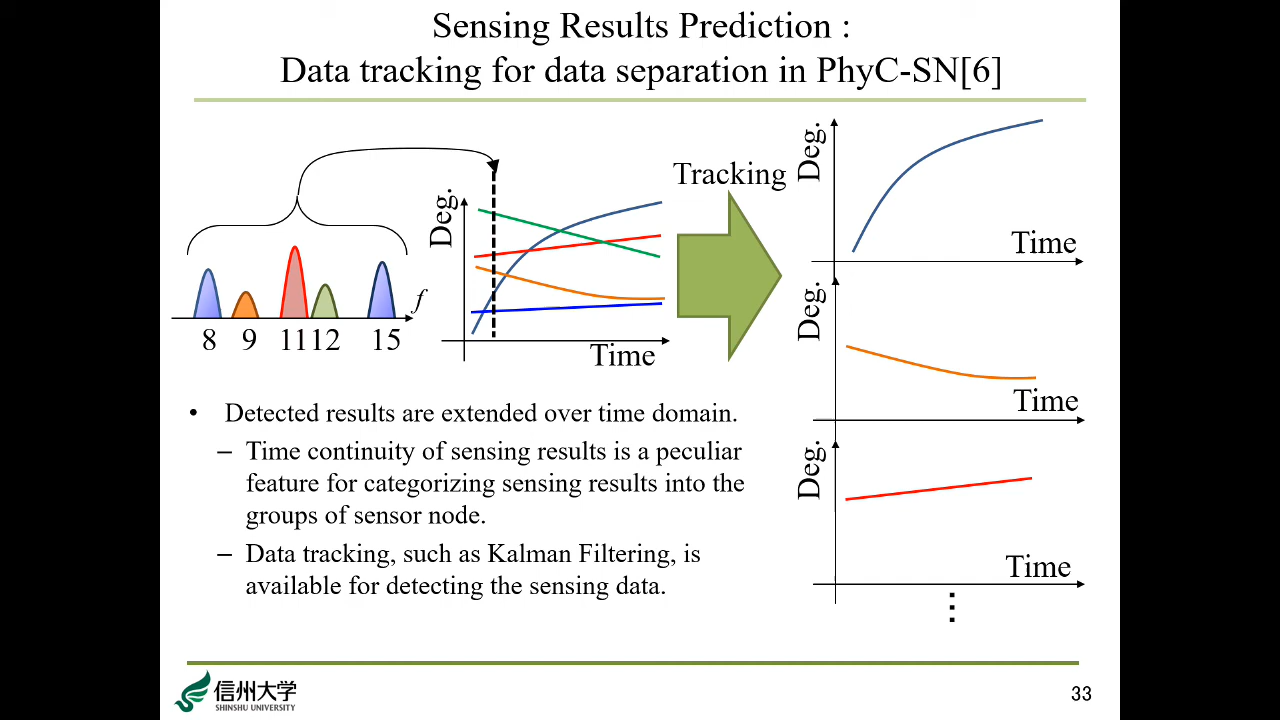 Sensing Results Prediction :
Data tracking for data separation in PhyC-SN[6]
f
8 9 11 12 15
Deg.
Time
Tracking
Deg.
Time
Deg.
Time
Deg.
Time
⋮
• Detected results are extended over time domain.
– Time continuity of sensing results is a peculiar
feature for categorizing sensing results into the
groups of sensor node.
– Data tracking, such as Kalman Filtering, is
available for detecting the sensing data.
信州大学
SHINSHU UNIVERSITY
33